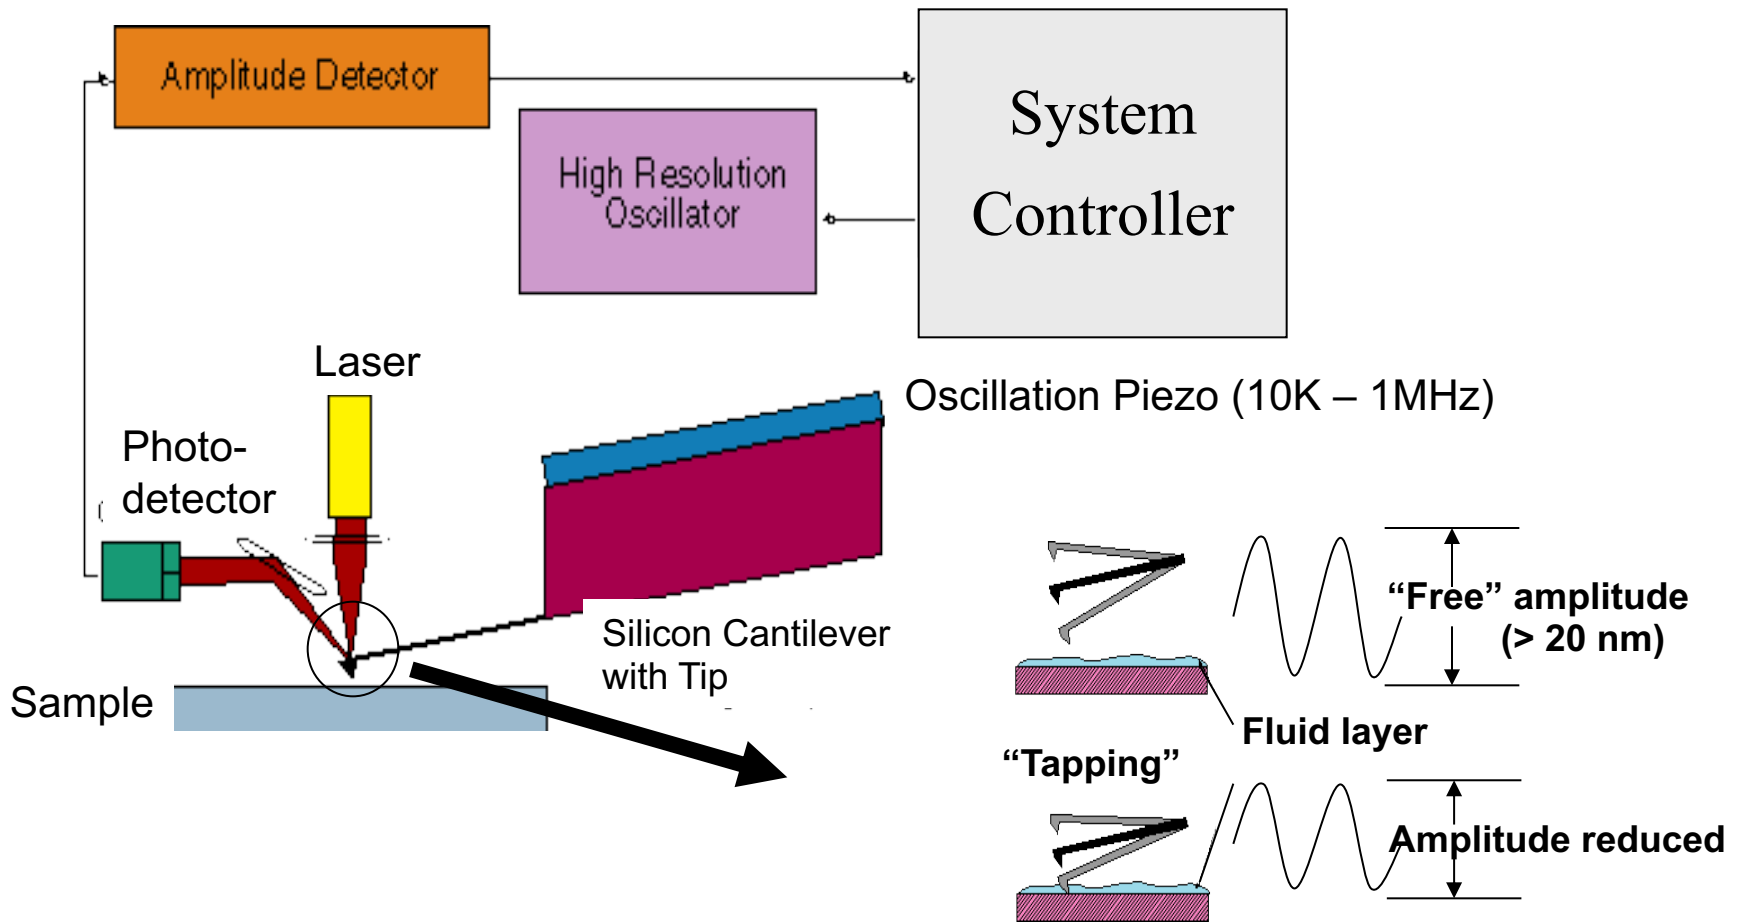 Amplitude Detector
High Resolution
Oscillator
System
Controller
Laser
Oscillation Piezo (10K – 1MHz)
Photo-
detector
Silicon Cantilever
with Tip
Sample
“Free” amplitude
(> 20 nm)
Fluid layer
“Tapping”
Amplitude reduced